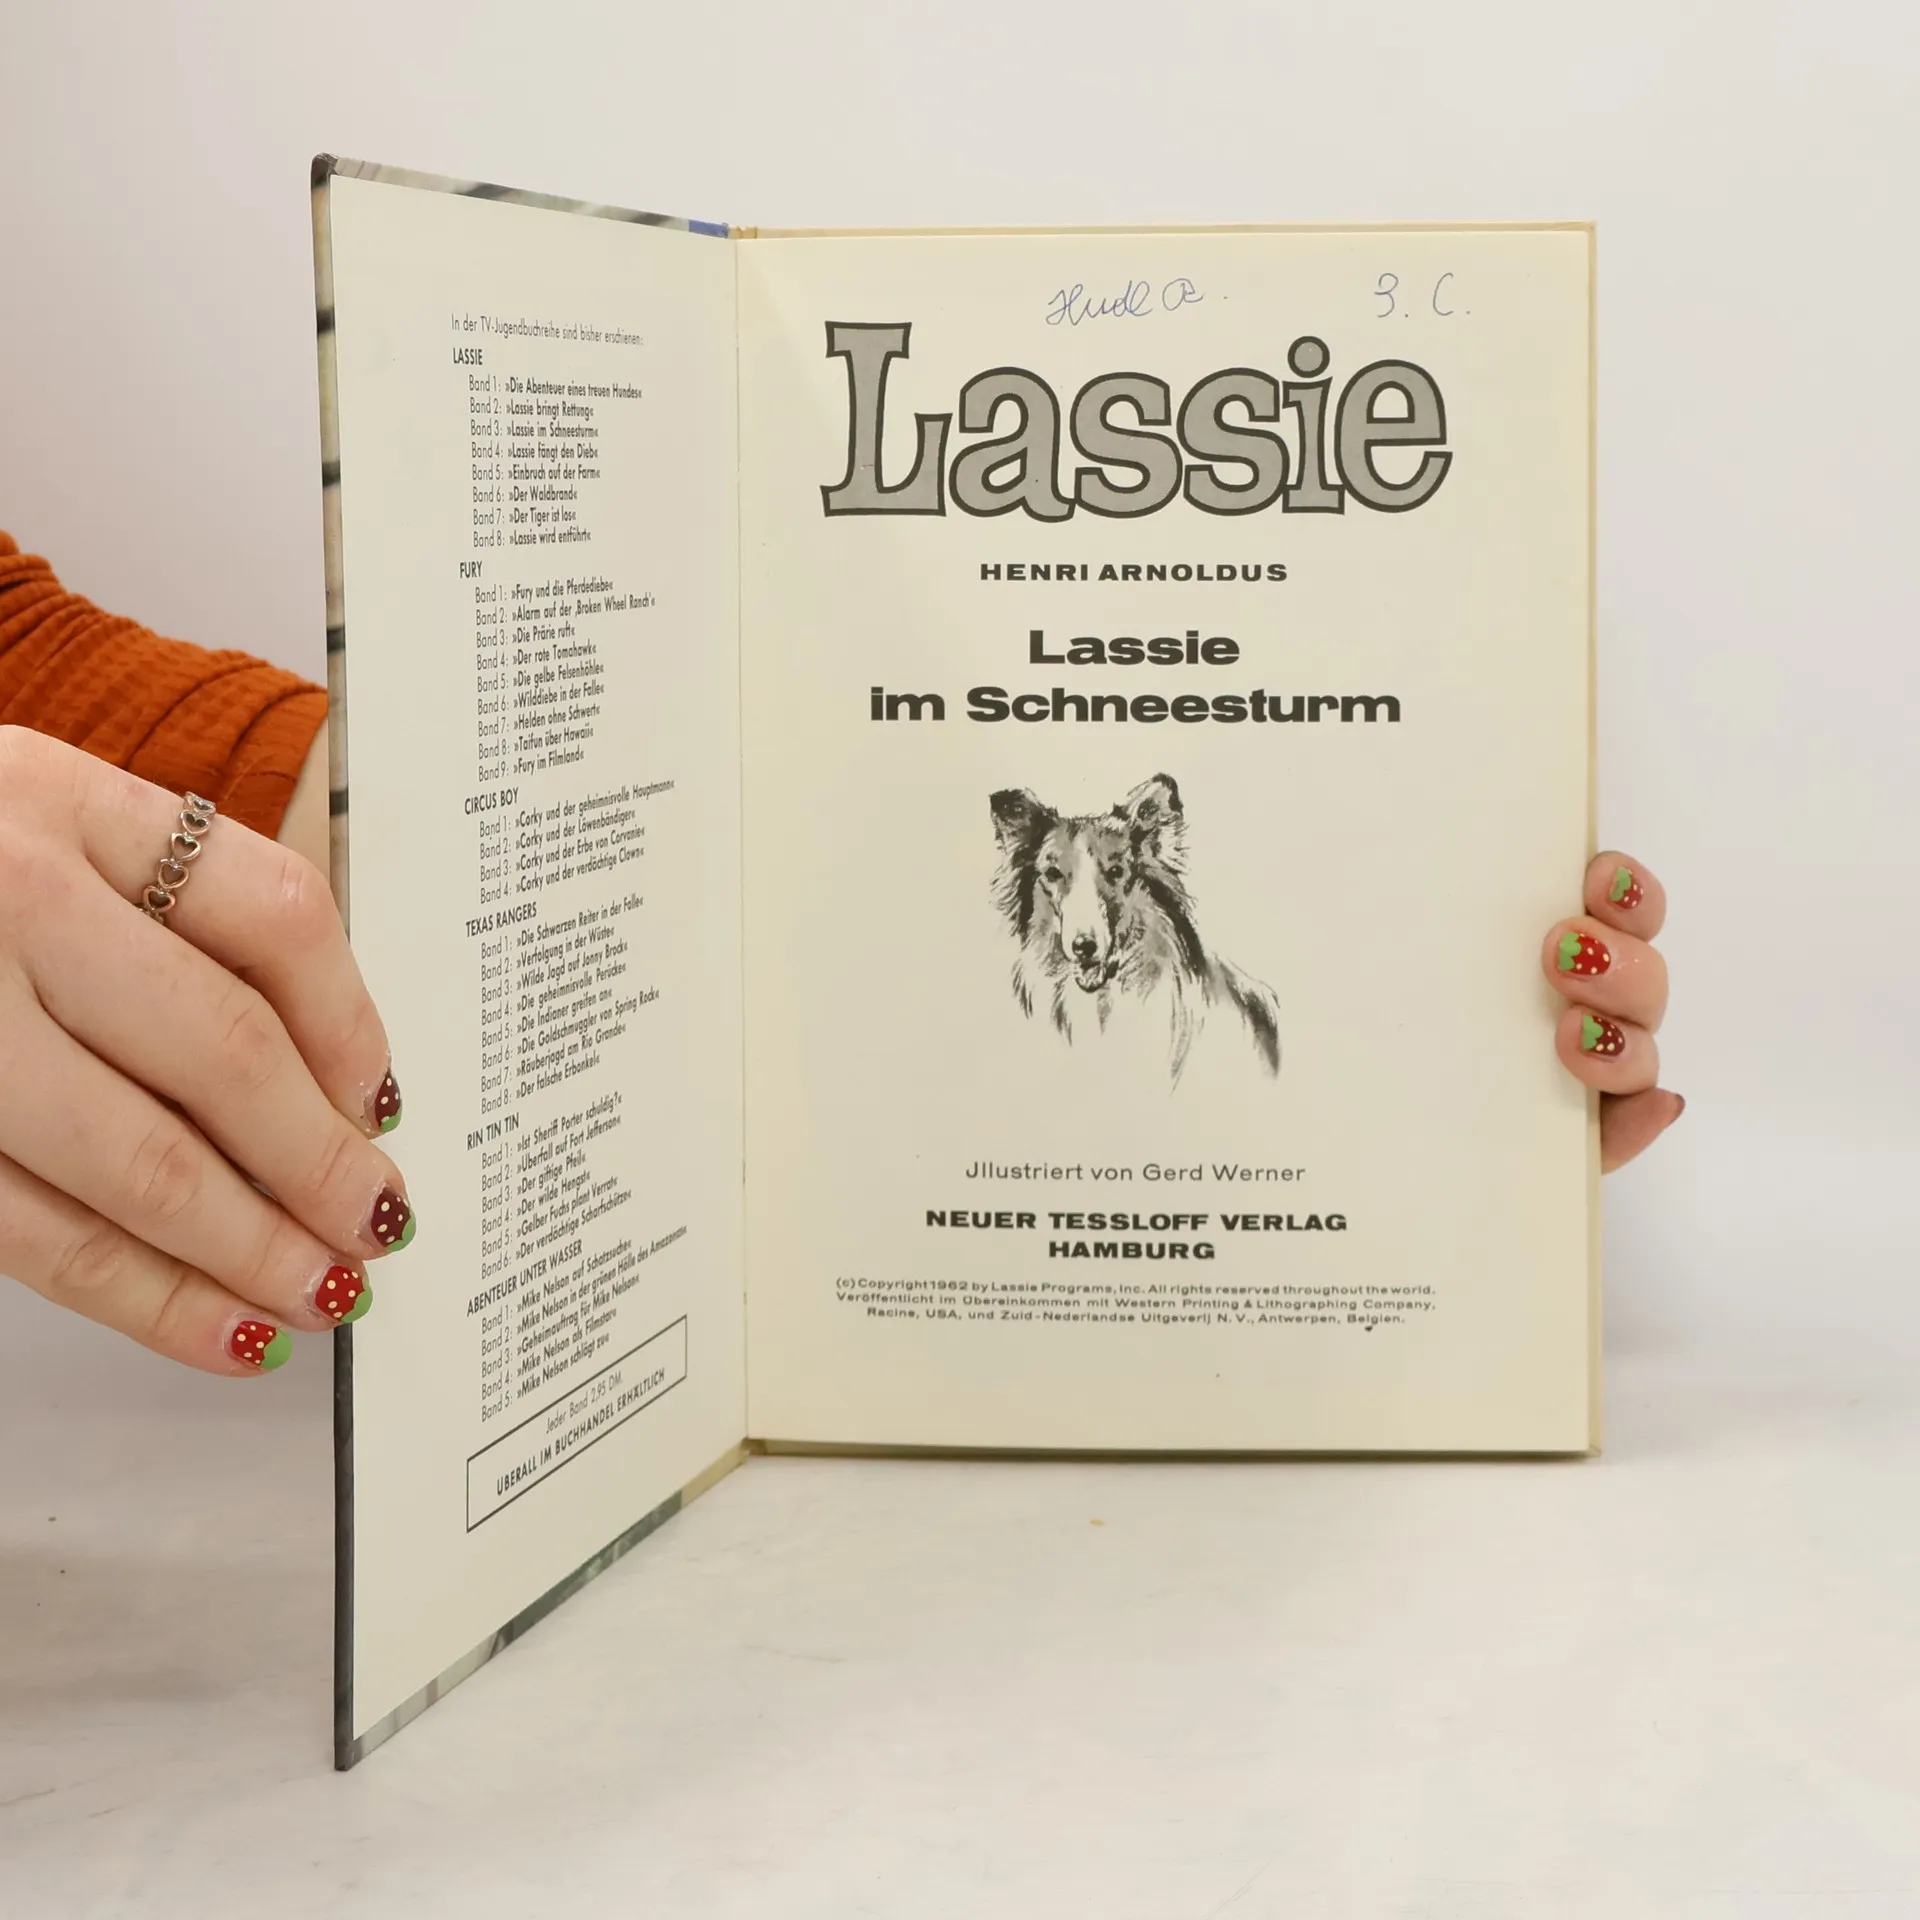 In der TV-Jugendbuchreihe sind bisher erschienen:
LASSIE
Band 1: »Die Abenteuer eines treuen Hundes«
Band 2: »Lassie bringt Rettung«
Band 3: »Lassie im Schneesturm«
Band 4: »Lassie fängt den Dieb«
Band 5: »Einbruch auf der Farm«
Band 6: »Der Waldbrand«
Band 7: »Der Tiger ist los«
Band 8: »Lassie wird entführt«
FURY
Band 1: »Fury und die Pferdediebe«
Band 2: »Alarm auf der ‚Broken Wheel Ranch'«
Band 3: »Die Prärie ruft«
Band 4: »Der rote Tomahawk«
Band 5: »Die gelbe Felsenhöhle«
Band 6: »Wilddiebe in der Falle«
Band 7: »Helden ohne Schwert«
Band 8: »Taifun über Hawaii«
Band 9: »Fury im Filmland«
CIRCUS BOY
Band 1: »Corky und der geheimnisvolle Hauptmann«
Band 2: »Corky und der Löwenbändiger«
Band 3: »Corky und der Erbe von Corvanie«
Band 4: »Corky und der verdächtige Clown«
TEXAS RANGERS
Band 1: »Die Schwarzen Reiter in der Falle«
Band 2: »Verfolgung in der Wüste«
Band 3: »Wilde Jagd auf Jonny Brock«
Band 4: »Die geheimnisvolle Perücke«
Band 5: »Die Indianer greifen an«
Band 6: »Die Goldschmuggler von Spring Rock«
Band 7: »Räuberjagd am Rio Grande«
Band 8: »Der falsche Erbonkel«
RIN TIN TIN
Band 1: »Ist Sheriff Porter schuldig?«
Band 2: »Überfall auf Fort Jefferson«
Band 3: »Der giftige Pfeil«
Band 4: »Der wilde Hengst«
Band 5: »Gelber Fuchs plant Verrat«
Band 6: »Der verdächtige Scharfschütze«
ABENTEUER UNTER WASSER
Band 1: »Mike Nelson auf Schatzsuche«
Band 2: »Mike Nelson in der grünen Hölle des Amazonas«
Band 3: »Geheimauftrag für Mike Nelson«
Band 4: »Mike Nelson als Filmstar«
Band 5: »Mike Nelson schlägt zu«
Jeder Band 2,95 DM.
ÜBERALL IM BUCHHANDEL ERHÄLTLICH
3. C.
Lassie
HENRI ARNOLDUS
Lassie
im Schneesturm
Jllustriert von Gerd Werner
NEUER TESSLOFF VERLAG
HAMBURG
(c) Copyright 1962 by Lassie Programs, Inc. All rights reserved throughout the world.
Veröffentlicht im Übereinkommen mit Western Printing & Lithographing Company,
Racine, USA, und Zuid-Nederlandse Uitgeverij N. V., Antwerpen, Belgien.